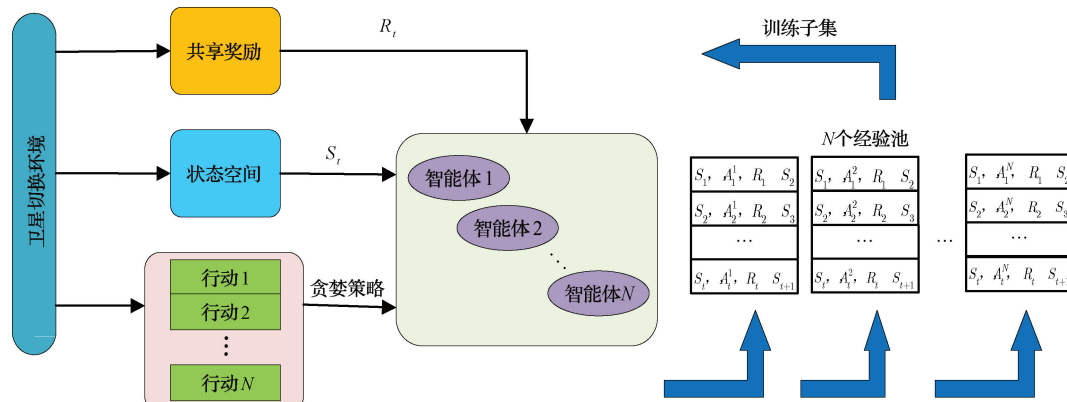 卫星切换环境
共享奖励
R_t
状态空间
S_t
行动1
行动2
⋮
行动N
贪婪策略
智能体1
智能体2
⋱
智能体N
训练子集
N个经验池
S_1, A_1^1, R_1 S_2
S_2, A_2^1, R_2 S_3
…
S_t, A_t^1, R_t S_{t+1}
S_1, A_1^2, R_1 S_2
S_2, A_2^2, R_2 S_3
…
S_t, A_t^2, R_t S_{t+1}
…
S_1, A_1^N, R_1 S_2
S_2, A_2^N, R_2 S_3
…
S_t, A_t^N, R_t S_{t+1}